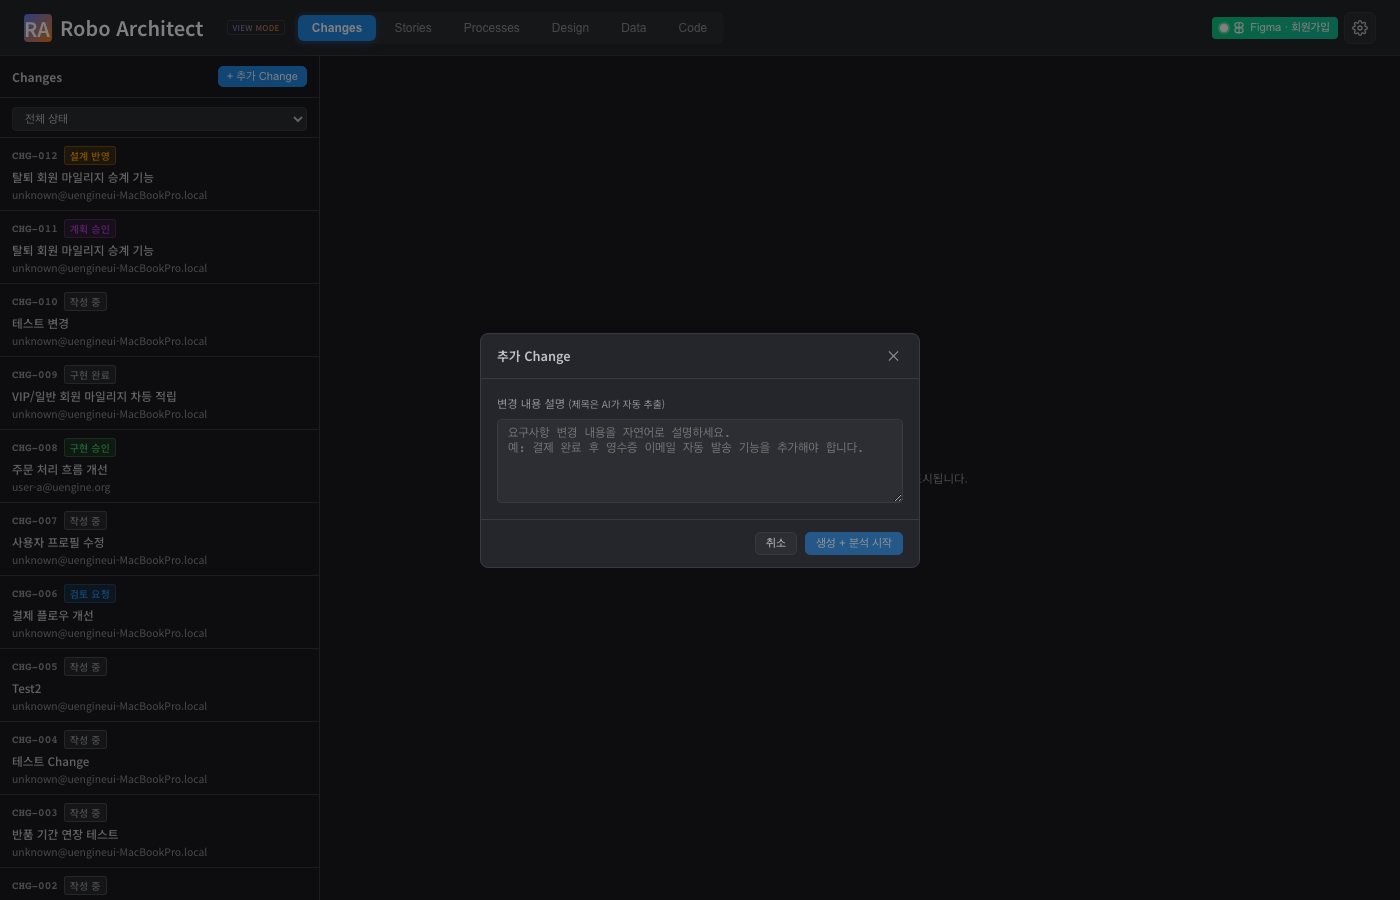 RA Robo Architect
VIEW MODE
Changes
Stories
Processes
Design
Data
Code
Figma · 회원가입
Changes
+ 추가 Change
전체 상태
CHG-012 설계 반영
탈퇴 회원 마일리지 승계 기능
unknown@uengineui-MacBookPro.local
CHG-011 계획 승인
탈퇴 회원 마일리지 승계 기능
unknown@uengineui-MacBookPro.local
CHG-010 작성 중
테스트 변경
unknown@uengineui-MacBookPro.local
CHG-009 구현 완료
VIP/일반 회원 마일리지 차등 적립
unknown@uengineui-MacBookPro.local
CHG-008 구현 승인
주문 처리 흐름 개선
user-a@uengine.org
CHG-007 작성 중
사용자 프로필 수정
unknown@uengineui-MacBookPro.local
CHG-006 검토 요청
결제 플로우 개선
unknown@uengineui-MacBookPro.local
CHG-005 작성 중
Test2
unknown@uengineui-MacBookPro.local
CHG-004 작성 중
테스트 Change
unknown@uengineui-MacBookPro.local
CHG-003 작성 중
반품 기간 연장 테스트
unknown@uengineui-MacBookPro.local
CHG-002 작성 중
추가 Change
변경 내용 설명 (제목은 AI가 자동 추출)
요구사항 변경 내용을 자연어로 설명하세요.
예: 결제 완료 후 영수증 이메일 자동 발송 기능을 추가해야 합니다.
취소
생성 + 분석 시작
시됩니다.